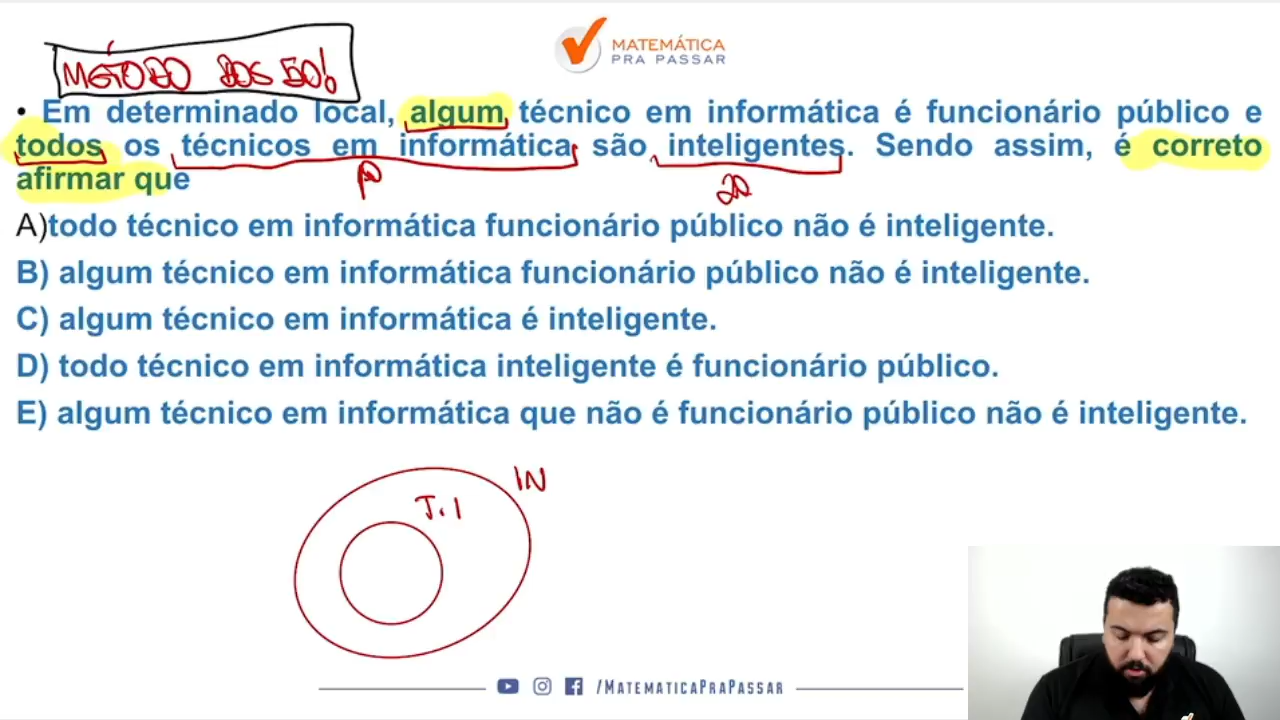 MATEMÁTICA
PRA PASSAR
MÉTODO DOS 50%
• Em determinado local, algum técnico em informática é funcionário público e
todos os técnicos em informática são inteligentes. Sendo assim, é correto
afirmar que
A)todo técnico em informática funcionário público não é inteligente.
B) algum técnico em informática funcionário público não é inteligente.
C) algum técnico em informática é inteligente.
D) todo técnico em informática inteligente é funcionário público.
E) algum técnico em informática que não é funcionário público não é inteligente.
IN
T.I
/MATEMATICAPRAPASSAR